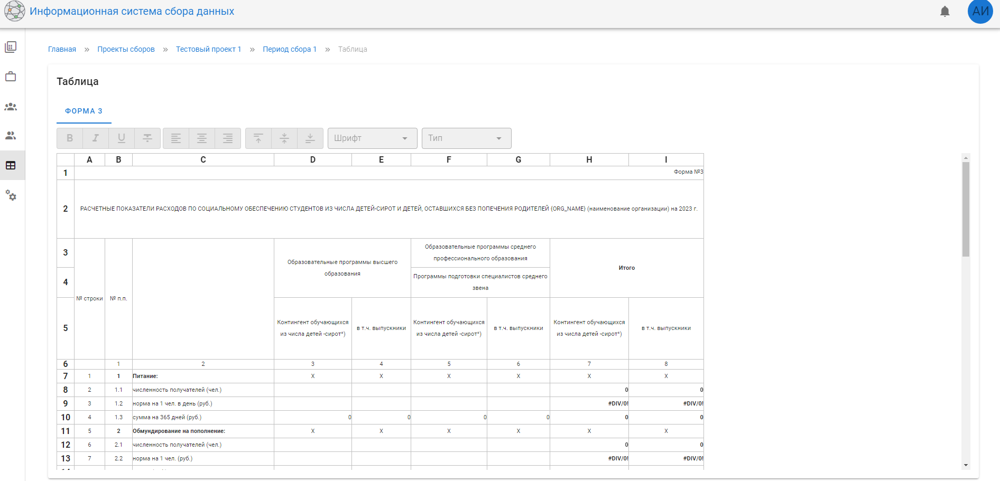 Информационная система сбора данных
АИ
Главная » Проекты сборов » Тестовый проект 1 » Период сбора 1 » Таблица
Таблица
ФОРМА 3
B I U T Шрифт Тип
A B C D E F G H I
1 Форма №3
2 РАСЧЕТНЫЕ ПОКАЗАТЕЛИ РАСХОДОВ ПО СОЦИАЛЬНОМУ ОБЕСПЕЧЕНИЮ СТУДЕНТОВ ИЗ ЧИСЛА ДЕТЕЙ-СИРОТ И ДЕТЕЙ, ОСТАВШИХСЯ БЕЗ ПОПЕЧЕНИЯ РОДИТЕЛЕЙ {ORG_NAME} (наименование организации) на 2023 г.
3
4
5
№ строки
№ п.п.
Образовательные программы высшего
образования
Образовательные программы среднего
профессионального образования
Программы подготовки специалистов среднего
звена
Итого
Контингент обучающихся
из числа детей -сирот*)
в т.ч. выпускники
Контингент обучающихся
из числа детей -сирот*)
в т.ч. выпускники
Контингент обучающихся
из числа детей -сирот*)
в т.ч. выпускники
6 1 2 3 4 5 6 7 8
7 1 1 Питание: X X X X X X
8 2 1.1 численность получателей (чел.) 0 0
9 3 1.2 норма на 1 чел. в день (руб.) #DIV/0! #DIV/0!
10 4 1.3 сумма на 365 дней (руб.) 0 0 0 0 0 0
11 5 2 Обмундирование на пополнение: X X X X X X
12 6 2.1 численность получателей (чел.) 0 0
13 7 2.2 норма на 1 чел. (руб.) #DIV/0! #DIV/0!